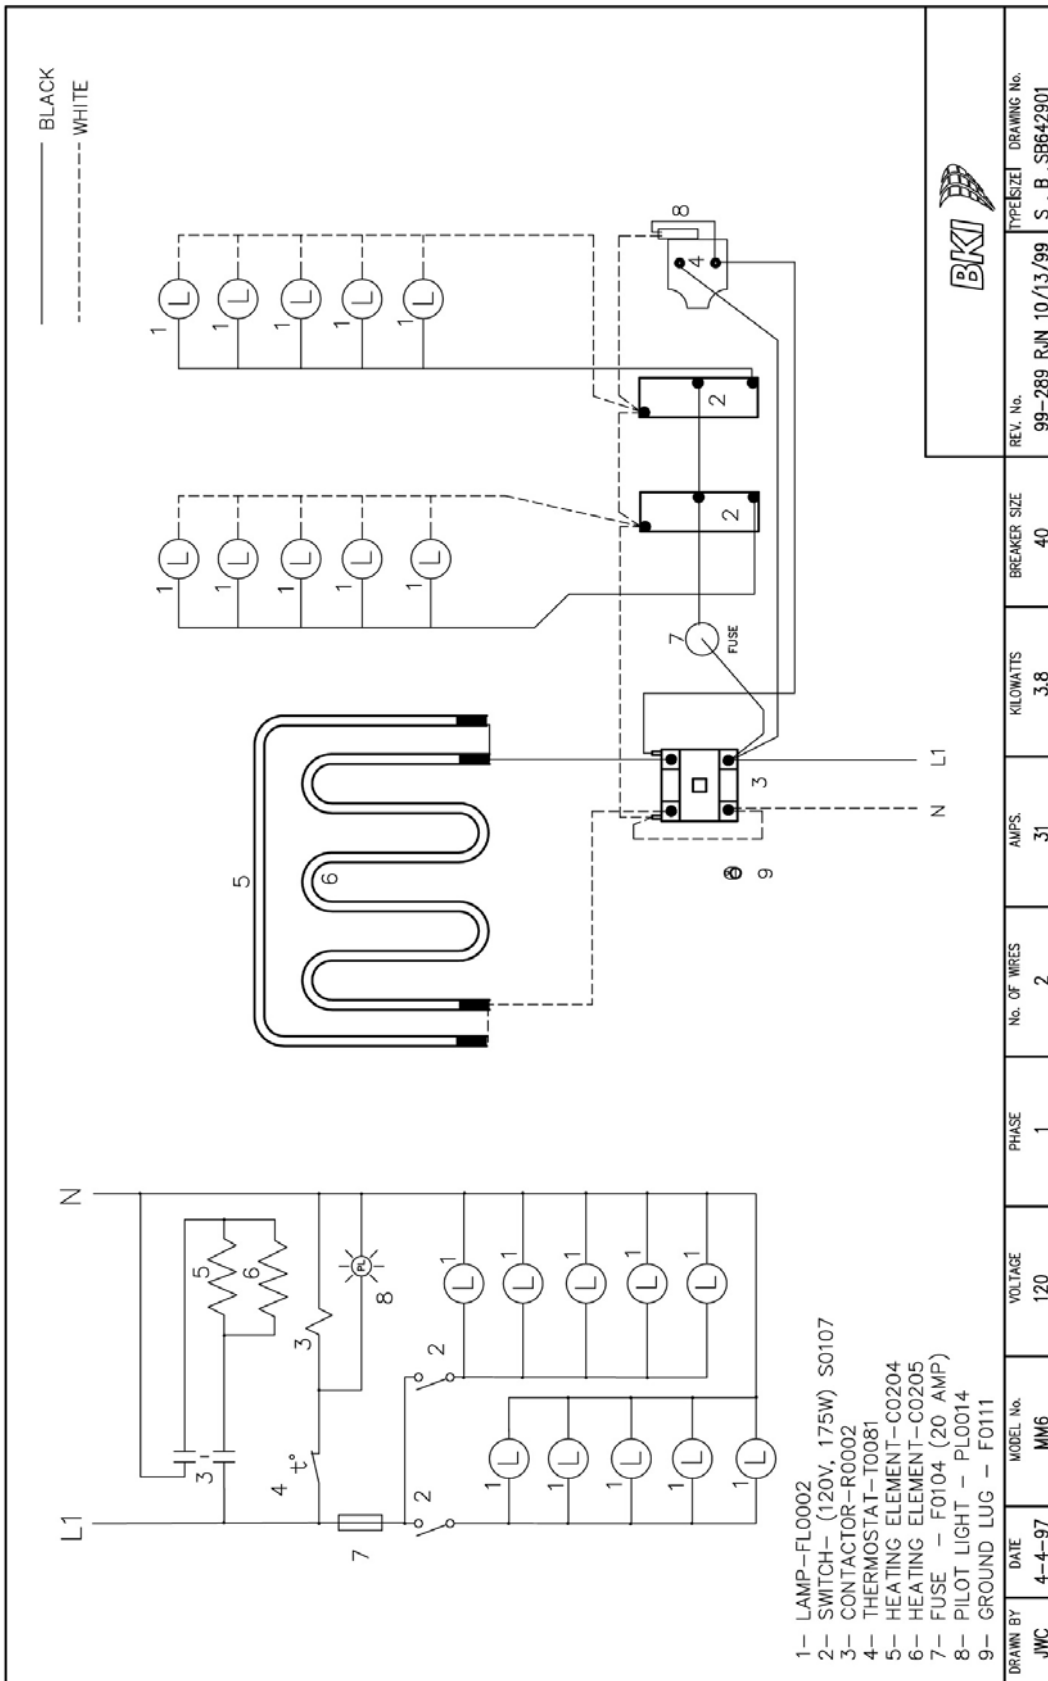 BLACK
WHITE
L1
N
3
4
t°
7
5
6
3
PL
8
2
2
1 L
1 L
1 L
1 L
1 L
1 L
1 L
1 L
1 L
1 L
5
6
1 L
1 L
1 L
1 L
1 L
1 L
1 L
1 L
1 L
1 L
7
FUSE
2
2
4
8
3
9
N
L1
1– LAMP–FL0002
2– SWITCH– (120V, 175W) S0107
3– CONTACTOR–R0002
4– THERMOSTAT–T0081
5– HEATING ELEMENT–C0204
6– HEATING ELEMENT–C0205
7– FUSE – F0104 (20 AMP)
8– PILOT LIGHT – PL0014
9– GROUND LUG – F0111
BKI
DRAWN BY DATE MODEL No. VOLTAGE PHASE No. OF WIRES AMPS. KILOWATTS BREAKER SIZE REV. No. TYPE SIZE DRAWING No.
JWC 4–4–97 MM6 120 1 2 31 3.8 40 99–289 RJN 10/13/99 S B SB642901